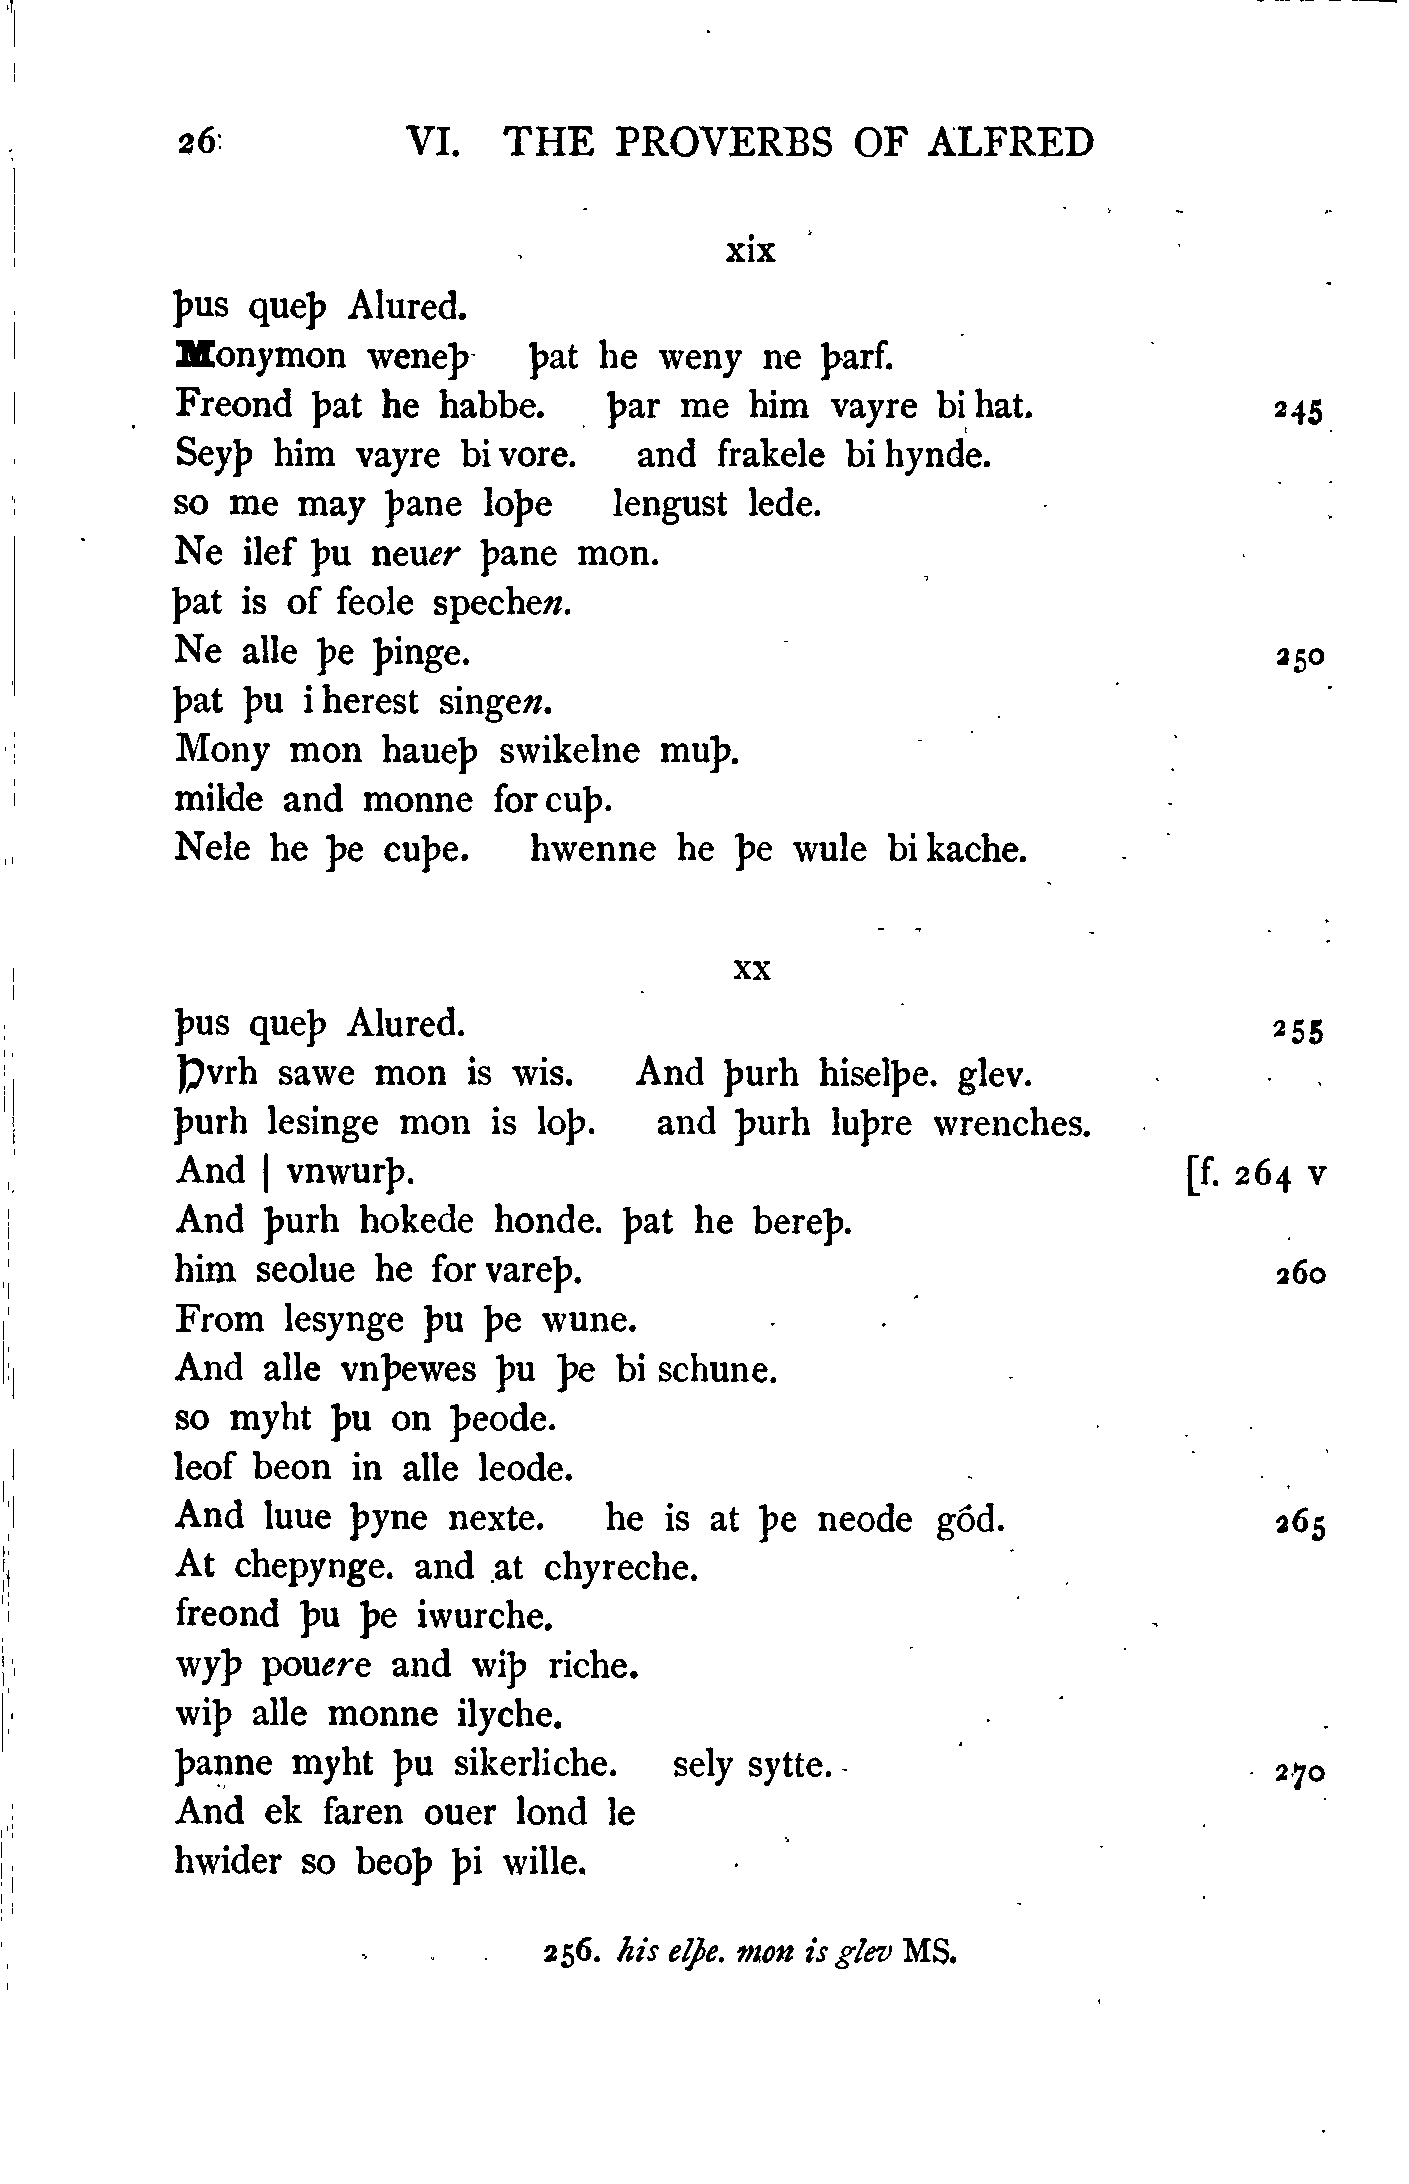 26 VI. THE PROVERBS OF ALFRED
xix
þus queþ Alured.
Monymon weneþ þat he weny ne þarf.
Freond þat he habbe. þar me him vayre bi hat. 245
Seyþ him vayre bi vore. and frakele bi hynde.
so me may þane loþe lengust lede.
Ne ilef þu neuer þane mon.
þat is of feole spechen.
Ne alle þe þinge. 250
þat þu i herest singen.
Mony mon haueþ swikelne muþ.
milde and monne for cuþ.
Nele he þe cuþe. hwenne he þe wule bi kache.
xx
þus queþ Alured. 255
Þvrh sawe mon is wis. And þurh hiselþe. glev.
þurh lesinge mon is loþ. and þurh luþre wrenches.
And | vnwurþ. [f. 264 v
And þurh hokede honde. þat he bereþ.
him seolue he for vareþ. 260
From lesynge þu þe wune.
And alle vnþewes þu þe bi schune.
so myht þu on þeode.
leof beon in alle leode.
And luue þyne nexte. he is at þe neode gód. 265
At chepynge. and at chyreche.
freond þu þe iwurche.
wyþ pouere and wiþ riche.
wiþ alle monne ilyche.
þanne myht þu sikerliche. sely sytte. 270
And ek faren ouer lond le
hwider so beoþ þi wille.
256. his elþe. mon is glev MS.